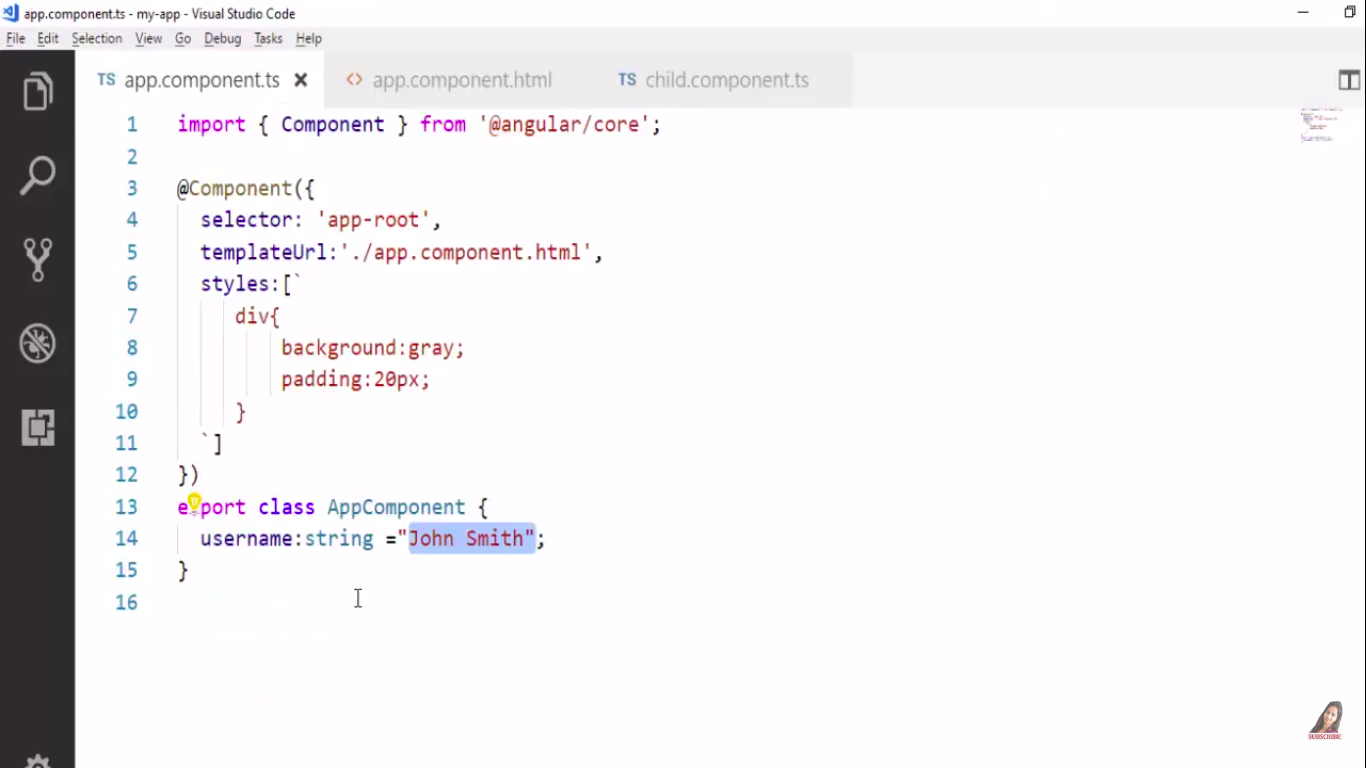 app.component.ts - my-app - Visual Studio Code
File Edit Selection View Go Debug Tasks Help
TS app.component.ts
<> app.component.html
TS child.component.ts
1 import { Component } from '@angular/core';
2
3 @Component({
4 selector: 'app-root',
5 templateUrl:'./app.component.html',
6 styles:[`
7 div{
8 background:gray;
9 padding:20px;
10 }
11 `]
12 })
13 export class AppComponent {
14 username:string ="John Smith";
15 }
16
SUBSCRIBE